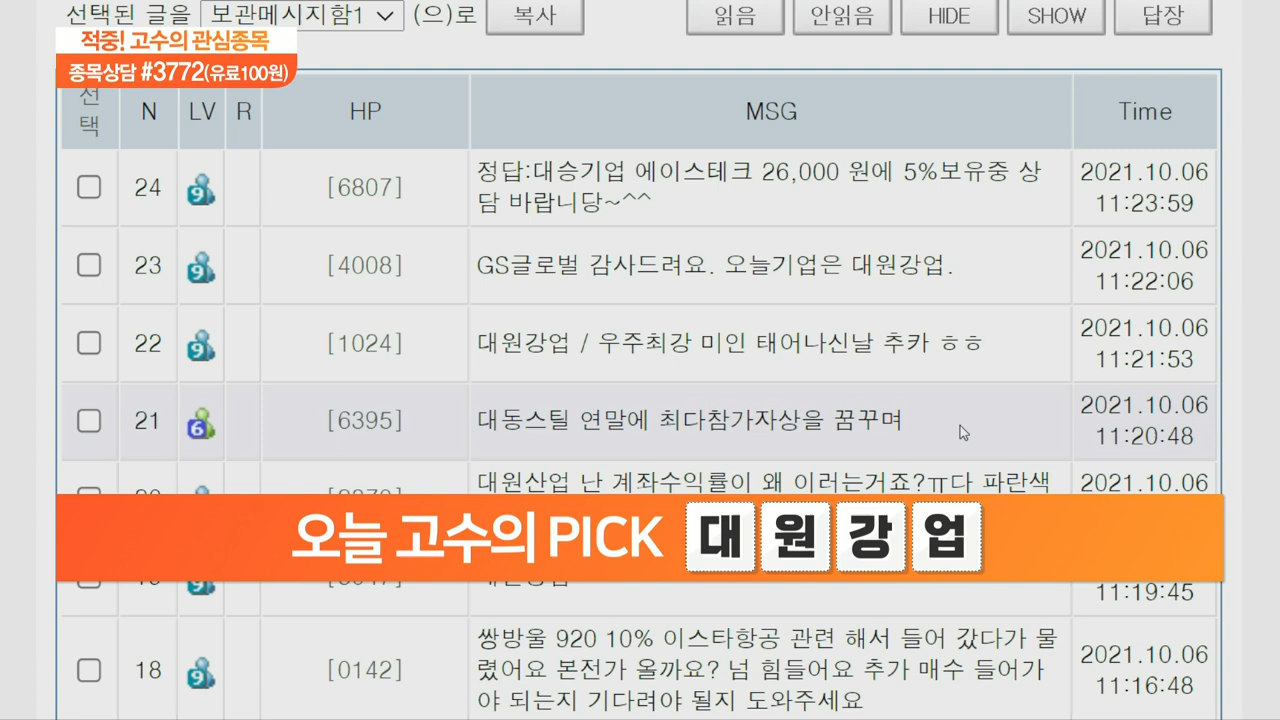 선택된 글을 보관메시지함1 (으)로 복사 읽음 안읽음 HIDE SHOW 답장
적중! 고수의 관심종목
종목상담 #3772(유료100원)
선택 N LV R HP MSG Time
24 9 [6807] 정답:대승기업 에이스테크 26,000 원에 5%보유중 상 2021.10.06
담 바랍니당~^^ 11:23:59
23 9 [4008] GS글로벌 감사드려요. 오늘기업은 대원강업. 2021.10.06
11:22:06
22 9 [1024] 대원강업 / 우주최강 미인 태어나신날 추카 ㅎㅎ 2021.10.06
11:21:53
21 6 [6395] 대동스틸 연말에 최다참가자상을 꿈꾸며 2021.10.06
11:20:48
대원산업 난 계좌수익률이 왜 이러는거죠?ㅠ다 파란색 2021.10.06
오늘 고수의 PICK 대원강업
9 11:19:45
18 9 [0142] 쌍방울 920 10% 이스타항공 관련 해서 들어 갔다가 물 2021.10.06
렸어요 본전가 올까요? 넘 힘들어요 추가 매수 들어가 11:16:48
야 되는지 기다려야 될지 도와주세요